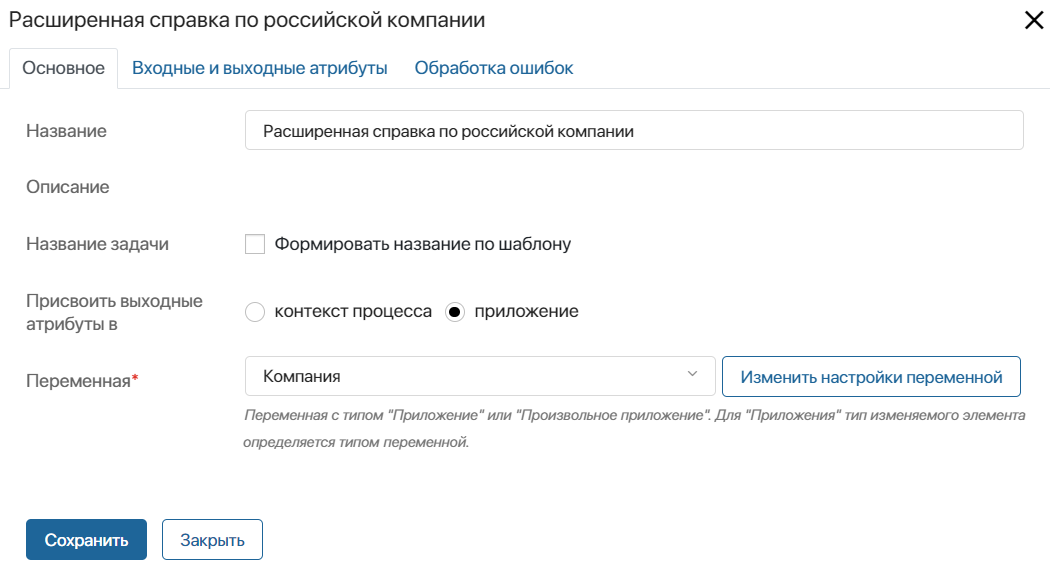 Расширенная справка по российской компании
Основное Входные и выходные атрибуты Обработка ошибок
Название Расширенная справка по российской компании
Описание
Название задачи Формировать название по шаблону
Присвоить выходные
атрибуты в контекст процесса приложение
Переменная* Компания Изменить настройки переменной
Переменная с типом "Приложение" или "Произвольное приложение". Для "Приложения" тип изменяемого элемента
определяется типом переменной.
Сохранить Закрыть